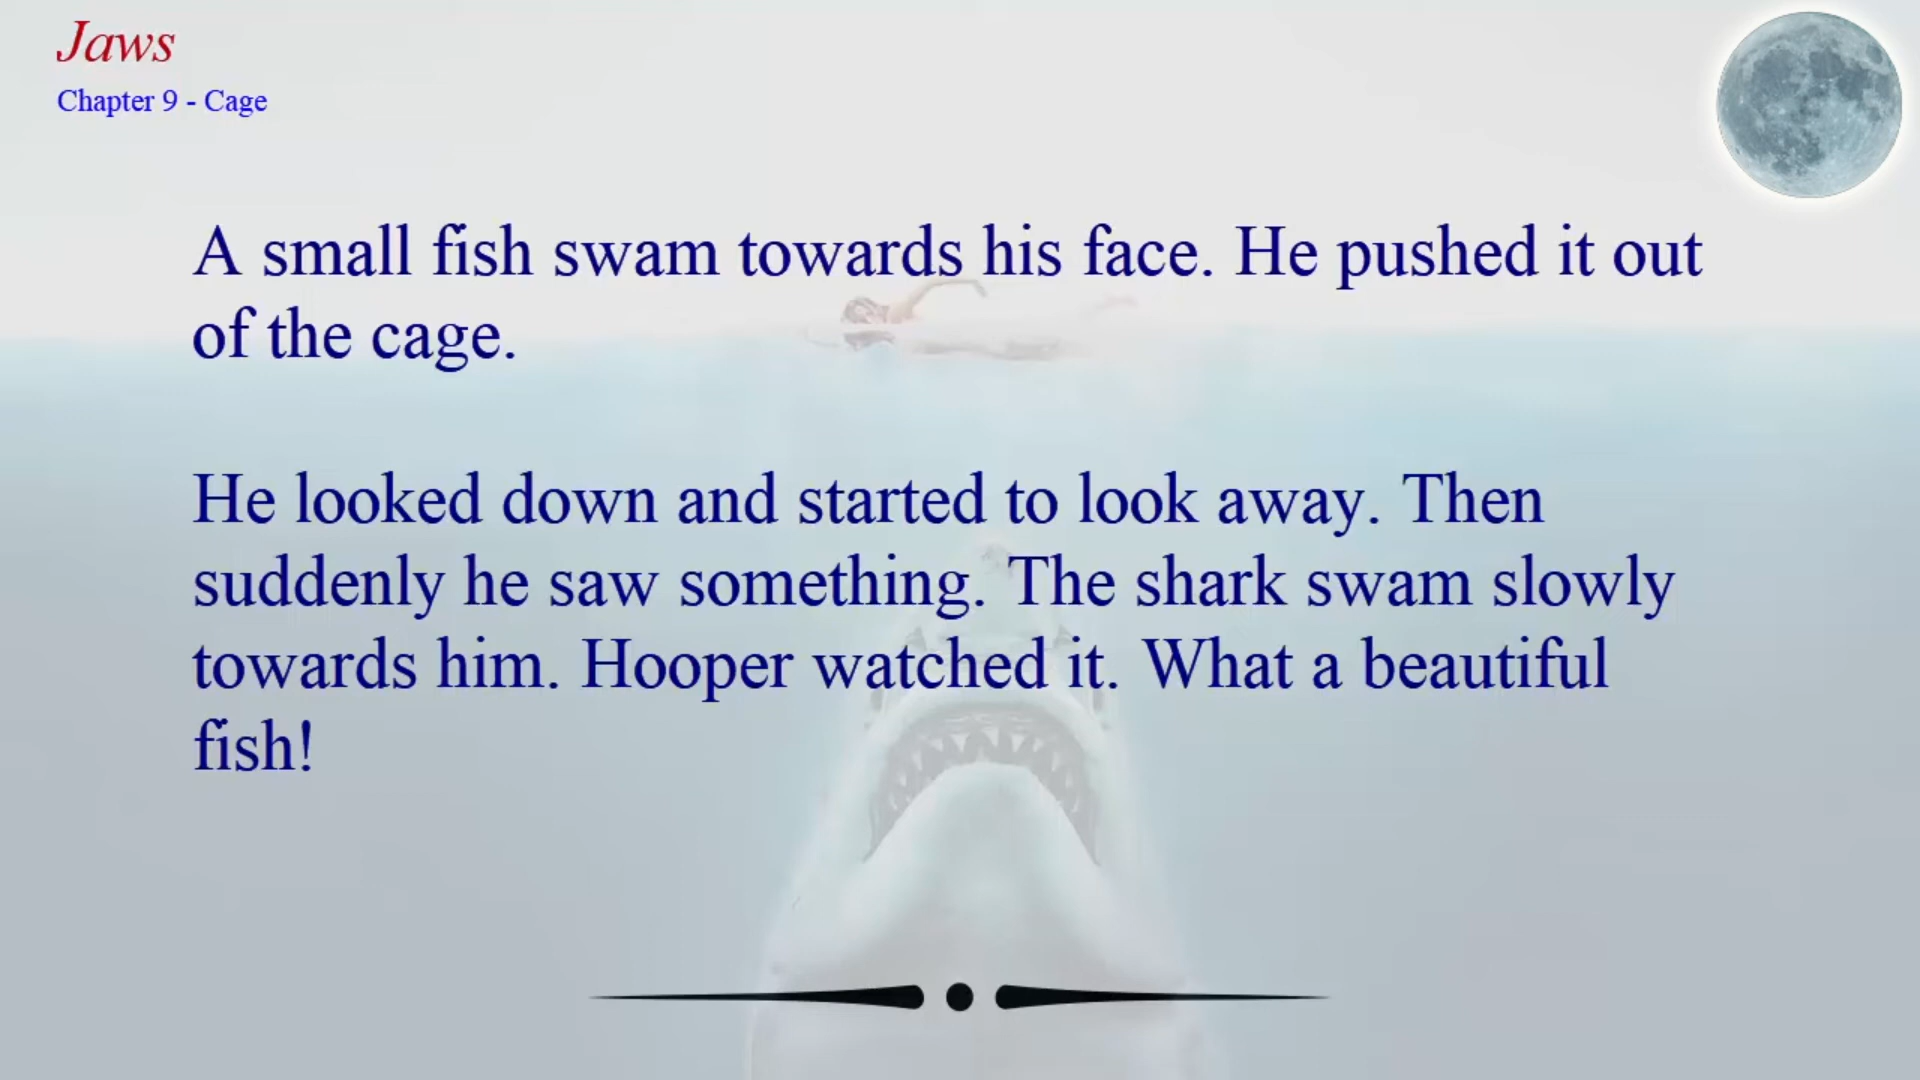 Jaws
Chapter 9 - Cage
A small fish swam towards his face. He pushed it out
of the cage.
He looked down and started to look away. Then
suddenly he saw something. The shark swam slowly
towards him. Hooper watched it. What a beautiful
fish!